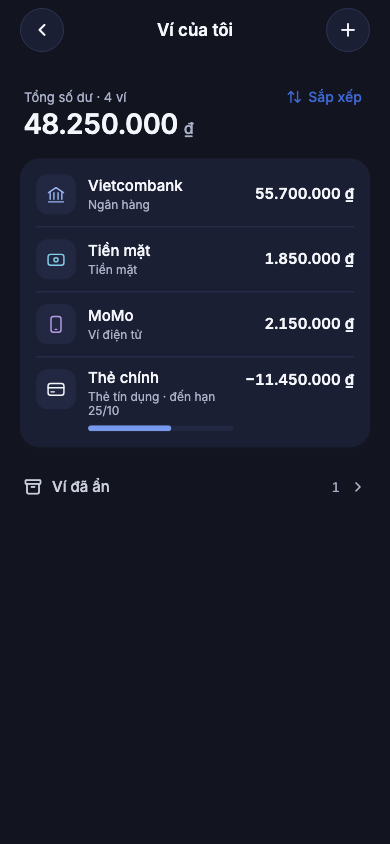 Ví của tôi
Tổng số dư · 4 ví
Sắp xếp
48.250.000 ₫
Vietcombank
55.700.000 ₫
Ngân hàng
Tiền mặt
1.850.000 ₫
Tiền mặt
MoMo
2.150.000 ₫
Ví điện tử
Thẻ chính
−11.450.000 ₫
Thẻ tín dụng · đến hạn
25/10
Ví đã ẩn
1